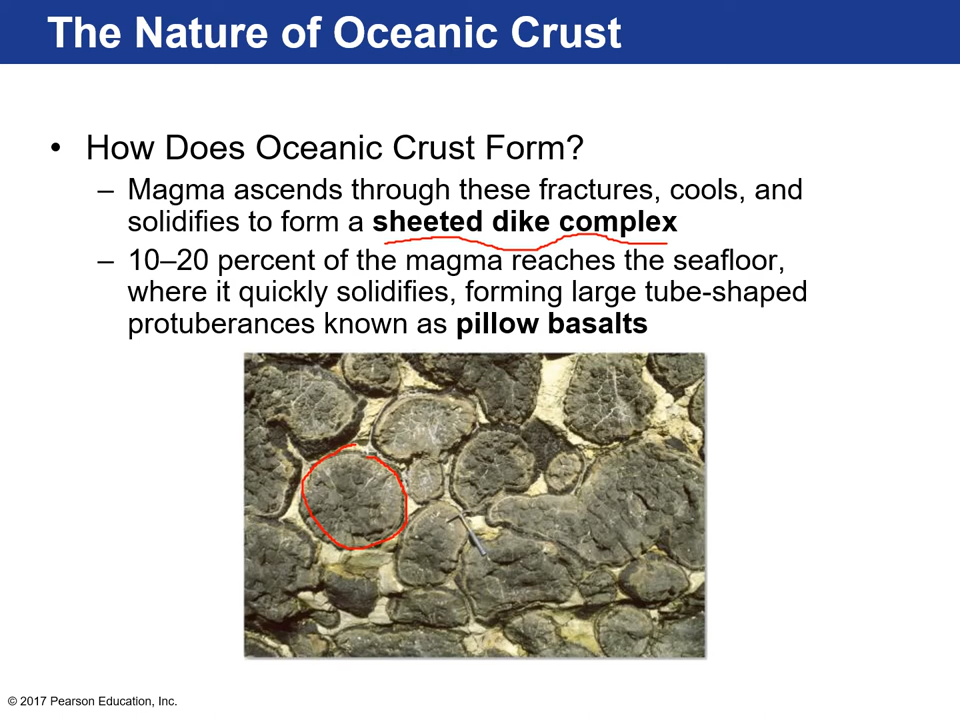 The Nature of Oceanic Crust
• How Does Oceanic Crust Form?
– Magma ascends through these fractures, cools, and
solidifies to form a sheeted dike complex
– 10–20 percent of the magma reaches the seafloor,
where it quickly solidifies, forming large tube-shaped
protuberances known as pillow basalts
© 2017 Pearson Education, Inc.